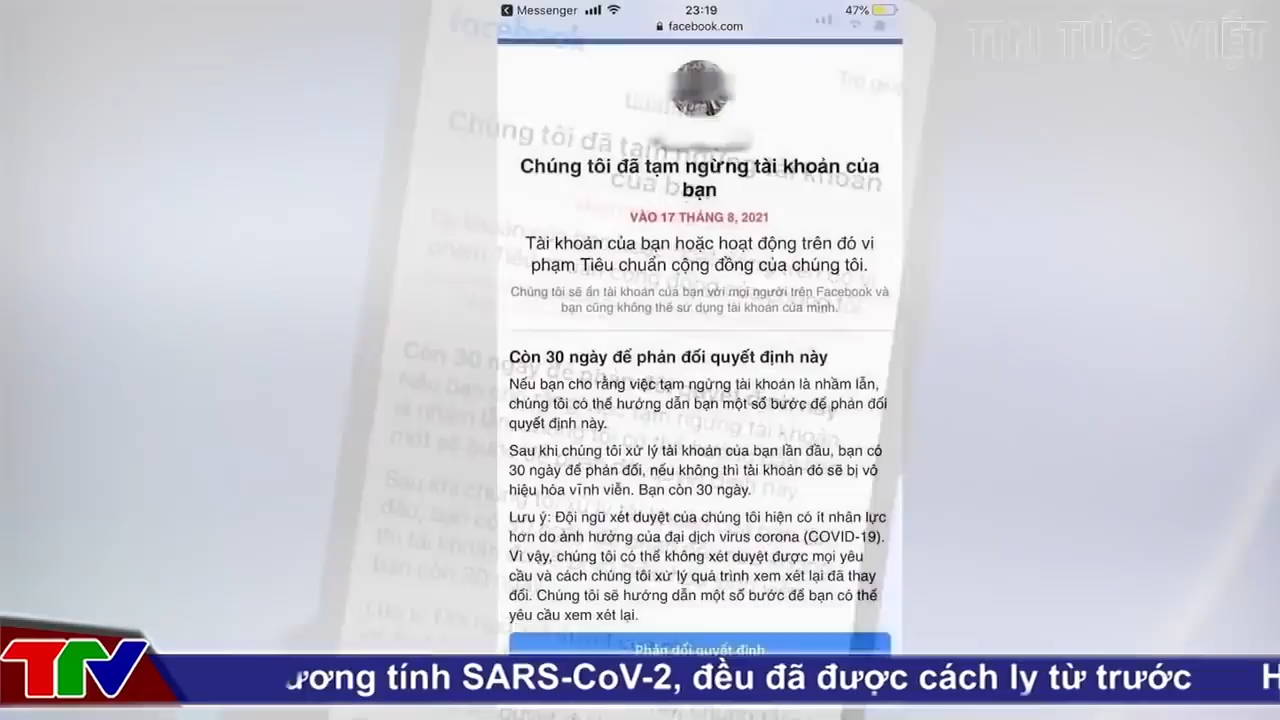 Messenger
23:19
47%
facebook.com
TIN TỨC VIỆT
facebook
Chúng tôi đã tạm ngừng tài khoản
của bạn
Chúng tôi đã tạm ngừng tài khoản của
bạn
VÀO 17 THÁNG 8, 2021
Tài khoản của bạn hoặc hoạt động trên đó vi
phạm Tiêu chuẩn cộng đồng của chúng tôi.
Chúng tôi sẽ ẩn tài khoản của bạn với mọi người trên Facebook và
bạn cũng không thể sử dụng tài khoản của mình.
Còn 30 ngày để phản đối quyết định này
Nếu bạn cho rằng việc tạm ngừng tài khoản là nhầm lẫn,
chúng tôi có thể hướng dẫn bạn một số bước để phản đối
quyết định này.
Sau khi chúng tôi xử lý tài khoản của bạn lần đầu, bạn có
30 ngày để phản đối, nếu không thì tài khoản đó sẽ bị vô
hiệu hóa vĩnh viễn. Bạn còn 30 ngày.
Lưu ý: Đội ngũ xét duyệt của chúng tôi hiện có ít nhân lực
hơn do ảnh hưởng của đại dịch virus corona (COVID-19).
Vì vậy, chúng tôi có thể không xét duyệt được mọi yêu
cầu và cách chúng tôi xử lý quá trình xem xét lại đã thay
đổi. Chúng tôi sẽ hướng dẫn một số bước để bạn có thể
yêu cầu xem xét lại.
Phản đối quyết định
TTV
ương tính SARS-CoV-2, đều đã được cách ly từ trước H